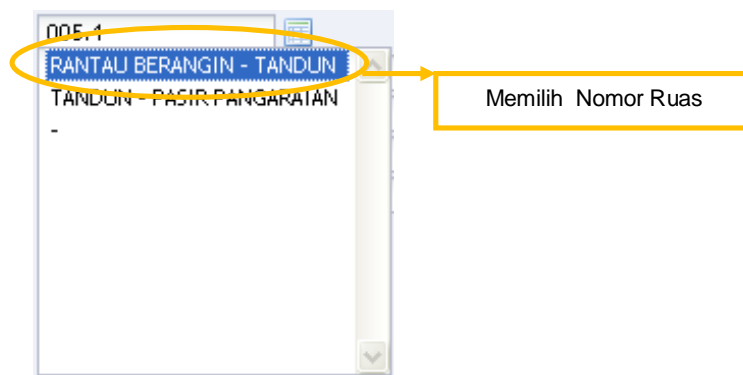 005.1
RANTAU BERANGIN - TANDUN
TANDUN - PASIR PANGARAIAN
-
Memilih Nomor Ruas